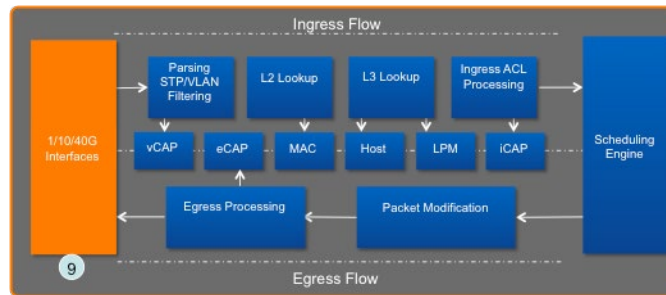 Ingress Flow
Parsing
STP/VLAN
Filtering
L2 Lookup
L3 Lookup
Ingress ACL
Processing
1/10/40G
Interfaces
vCAP
eCAP
MAC
Host
LPM
iCAP
Scheduling
Engine
Egress Processing
Packet Modification
9
Egress Flow